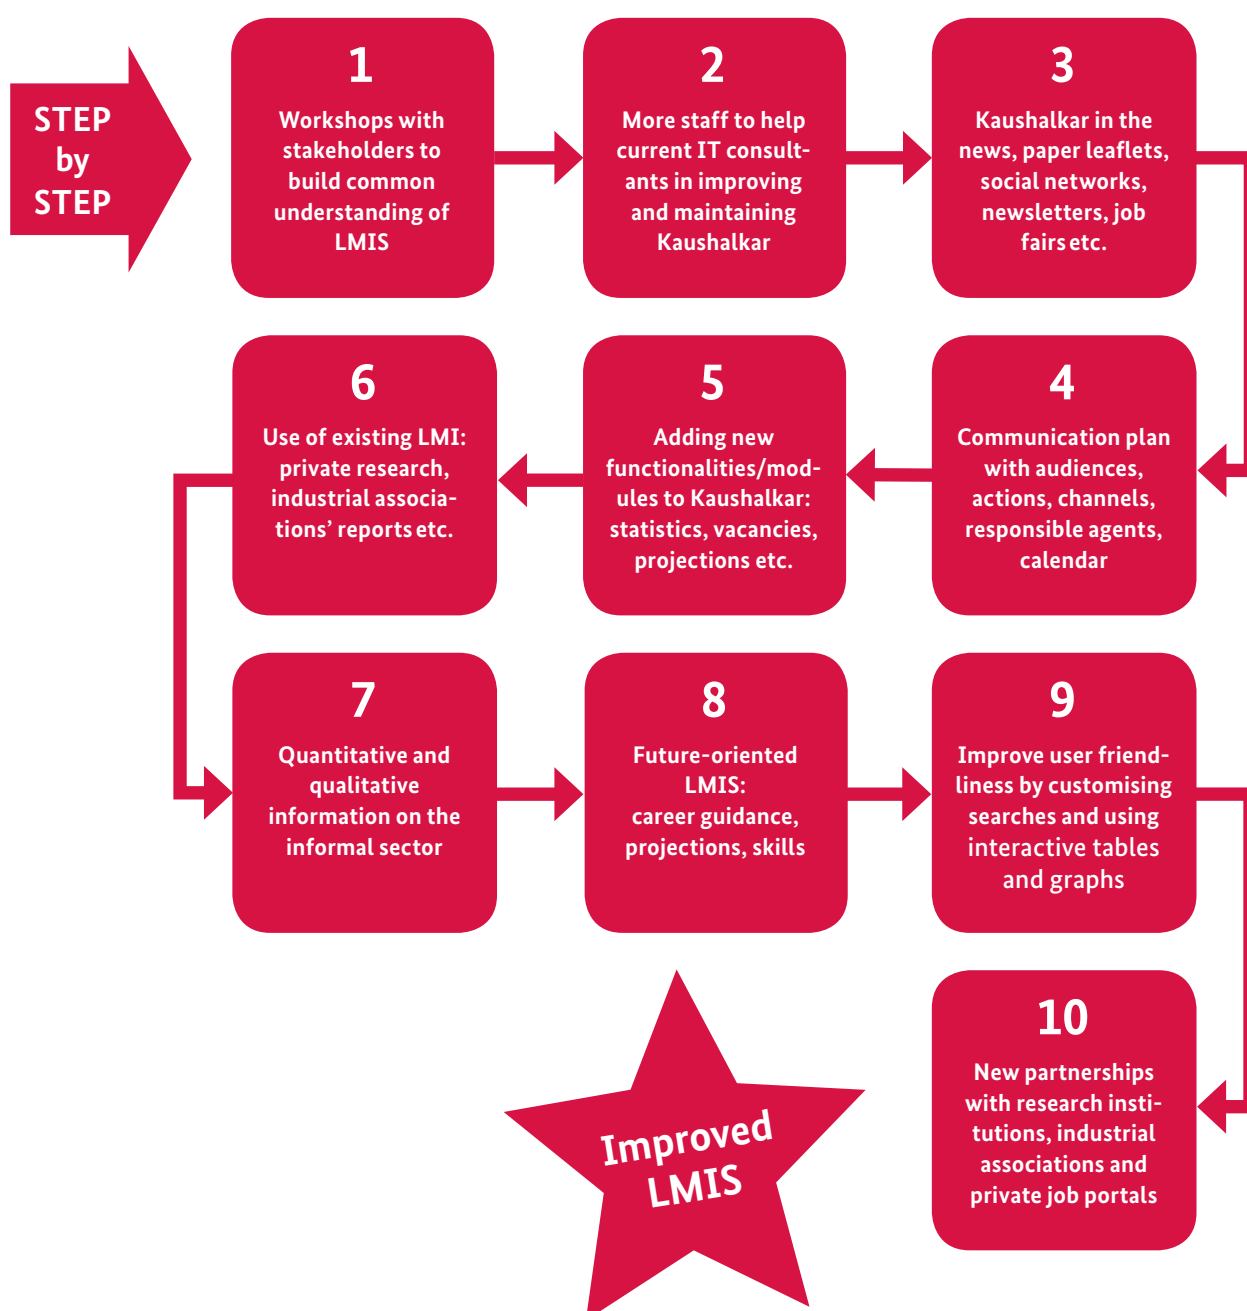 STEP
by
STEP
1
Workshops with
stakeholders to
build common
understanding of
LMIS
2
More staff to help
current IT consult-
ants in improving
and maintaining
Kaushalkar
3
Kaushalkar in the
news, paper leaflets,
social networks,
newsletters, job
fairs etc.
4
Communication plan
with audiences,
actions, channels,
responsible agents,
calendar
5
Adding new
functionalities/mod-
ules to Kaushalkar:
statistics, vacancies,
projections etc.
6
Use of existing LMI:
private research,
industrial associa-
tions’ reports etc.
7
Quantitative and
qualitative
information on the
informal sector
8
Future-oriented
LMIS:
career guidance,
projections, skills
9
Improve user friend-
liness by customising
searches and using
interactive tables
and graphs
10
New partnerships
with research insti-
tutions, industrial
associations and
private job portals
Improved
LMIS